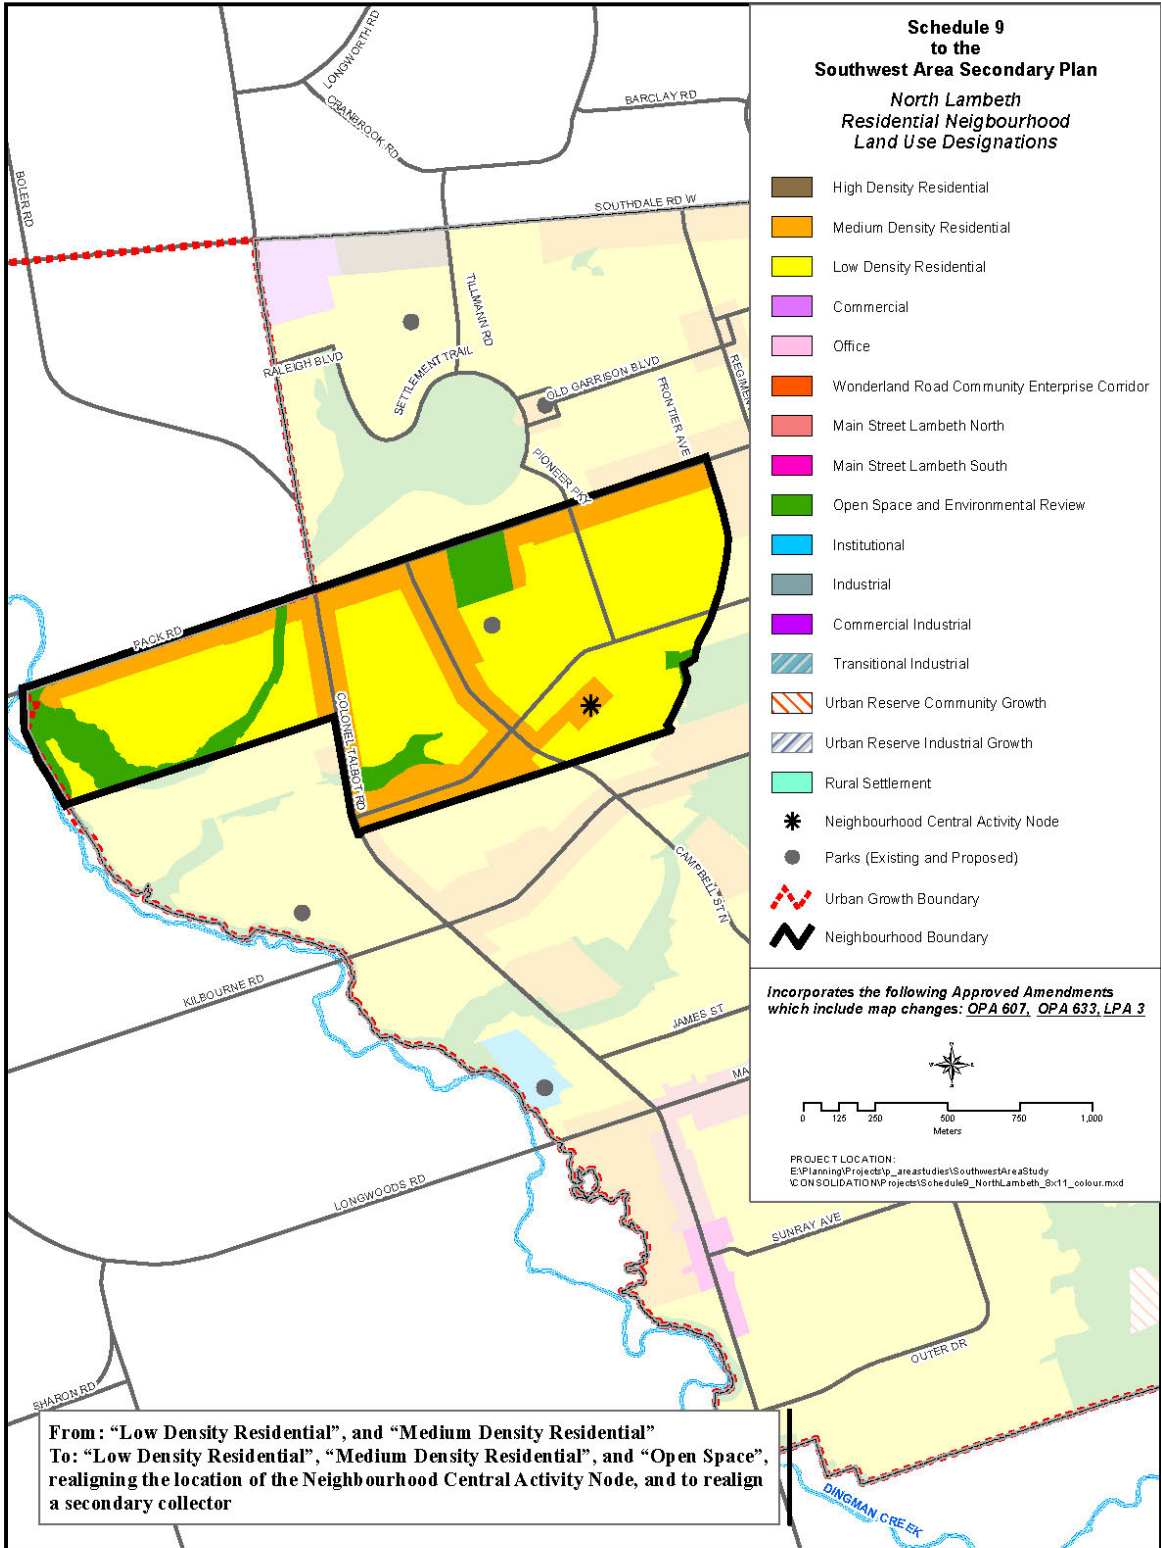 Schedule 9
to the
Southwest Area Secondary Plan
North Lambeth
Residential Neigbourhood
Land Use Designations
High Density Residential
Medium Density Residential
Low Density Residential
Commercial
Office
Wonderland Road Community Enterprise Corridor
Main Street Lambeth North
Main Street Lambeth South
Open Space and Environmental Review
Institutional
Industrial
Commercial Industrial
Transitional Industrial
Urban Reserve Community Growth
Urban Reserve Industrial Growth
Rural Settlement
Neighbourhood Central Activity Node
Parks (Existing and Proposed)
Urban Growth Boundary
Neighbourhood Boundary
Incorporates the following Approved Amendments
which include map changes: OPA 607, OPA 633, LPA 3
N
W E
S
0 125 250 500 750 1,000
Meters
PROJECT LOCATION:
E:\Planning\Projects\p_areastudies\SouthwestAreaStudy
\CONSOLIDATION\Projects\Schedule9_NorthLambeth_8x11_colour.mxd
LONGWORTH RD
CRANBROOK RD
BARCLAY RD
BOLER RD
SOUTHDALE RD W
TILLMANN RD
RALEIGH BLVD
SETTLEMENT TRAIL
OLD GARRISON BLVD
FRONTIER AVE
PIONEER PKY
PACK RD
COLONEL TALBOT RD
CAMPBELL ST N
KILBOURNE RD
JAMES ST
MA
LONGWOODS RD
SUNRAY AVE
OUTER DR
SHARON RD
DINGMAN CREEK
From: “Low Density Residential”, and “Medium Density Residential”
To: “Low Density Residential”, “Medium Density Residential”, and “Open Space”,
realigning the location of the Neighbourhood Central Activity Node, and to realign
a secondary collector